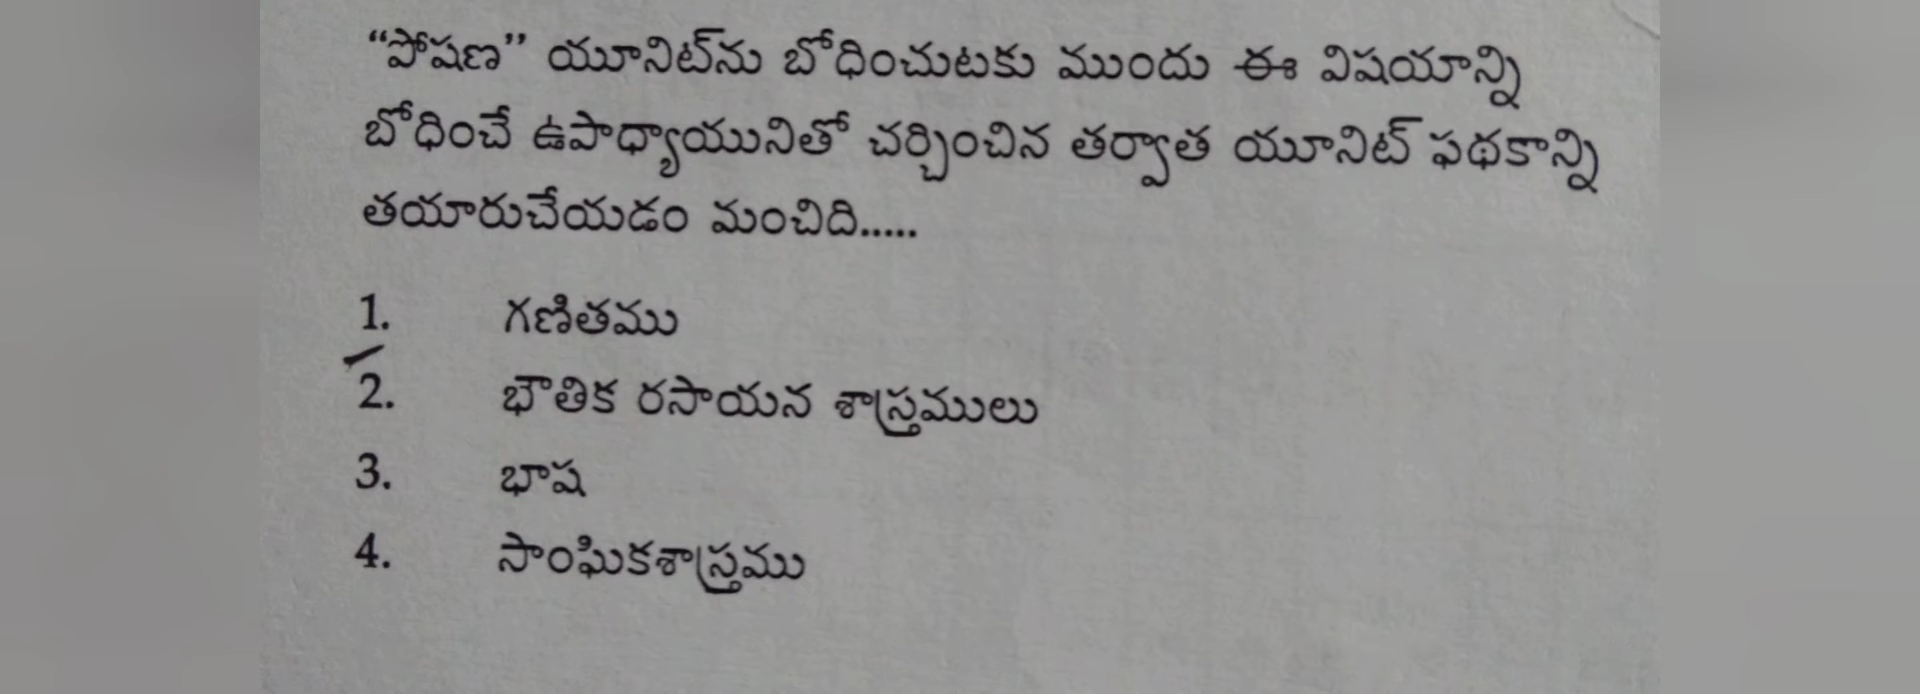 “పోషణ” యూనిట్‌ను బోధించుటకు ముందు ఈ విషయాన్ని
బోధించే ఉపాధ్యాయునితో చర్చించిన తర్వాత యూనిట్ ఫథకాన్ని
తయారుచేయడం మంచిది.....
1. గణితము
2. భౌతిక రసాయన శాస్త్రములు
3. భాష
4. సాంఘికశాస్త్రము